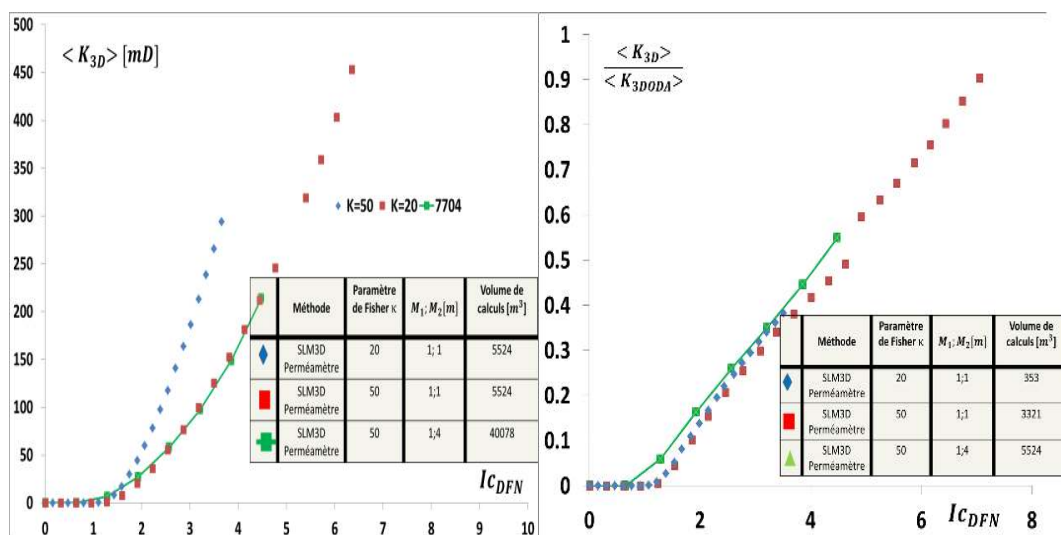 500
450
400
350
300
250
200
150
100
50
0
< K₃D > [mD]
K=50 K=20 7704
Méthode Paramètre de Fisher κ M₁; M₂[m] Volume de calculs [m³]
SLM3D Perméamètre 20 1; 1 5524
SLM3D Perméamètre 50 1;1 5524
SLM3D Perméamètre 50 1;4 40078
Ic_DFN
0 1 2 3 4 5 6 7 8 9 10
1
0.9
0.8
0.7
0.6
0.5
0.4
0.3
0.2
0.1
0
< K₃D >
< K₃DODA >
Méthode Paramètre de Fisher κ M₁; M₂[m] Volume de calculs [m³]
SLM3D Perméamètre 20 1;1 353
SLM3D Perméamètre 50 1;1 3321
SLM3D Perméamètre 50 1;4 5524
Ic_DFN
0 2 4 6 8